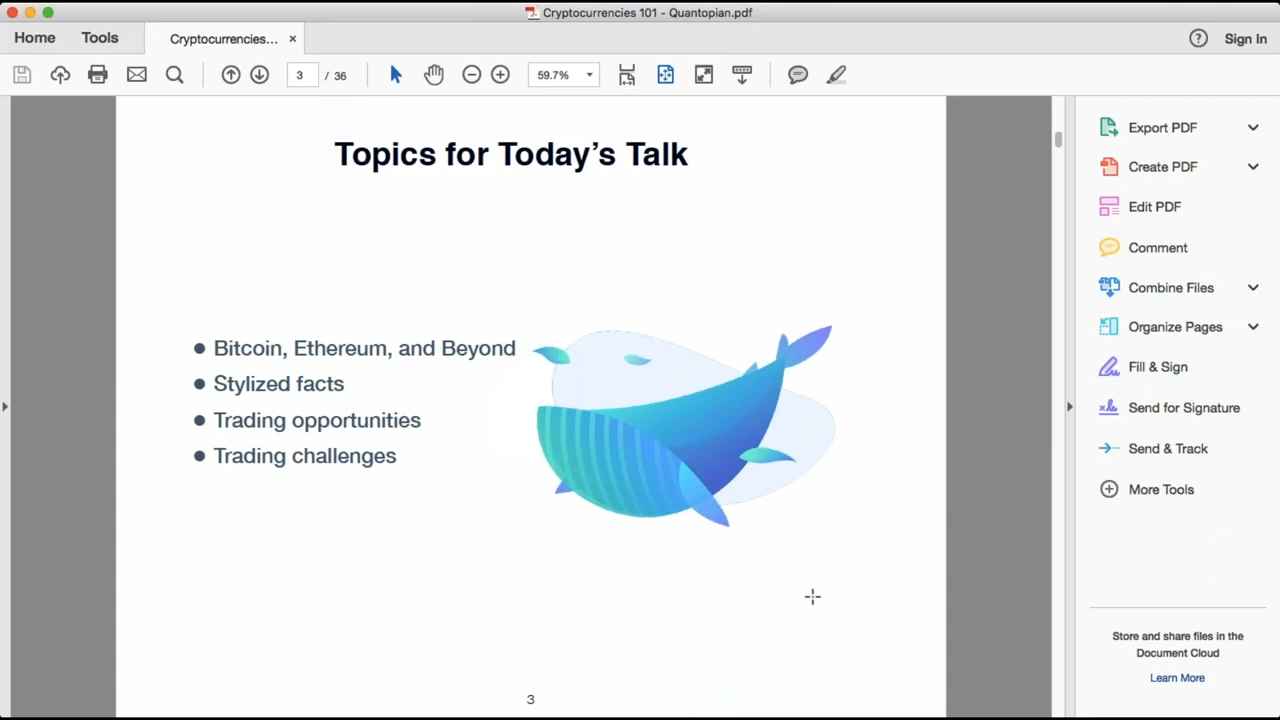 Cryptocurrencies 101 - Quantopian.pdf
Home
Tools
Cryptocurrencies...
×
Sign In
3
/ 36
59.7%
Topics for Today’s Talk
● Bitcoin, Ethereum, and Beyond
● Stylized facts
● Trading opportunities
● Trading challenges
3
Export PDF
Create PDF
Edit PDF
Comment
Combine Files
Organize Pages
Fill & Sign
Send for Signature
Send & Track
More Tools
Store and share files in the
Document Cloud
Learn More